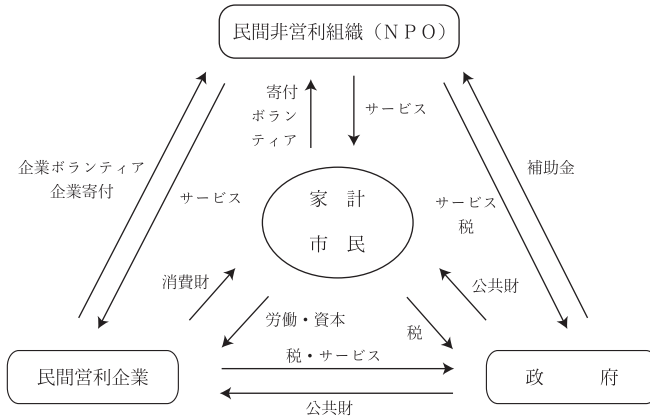 民間非営利組織（ＮＰＯ）
寄付
ボラン
ティア
サービス
企業ボランティア
企業寄付
サービス
家　計
市　民
サービス
税
補助金
消費財
公共財
労働・資本
税
民間営利企業
税・サービス
政　　府
公共財